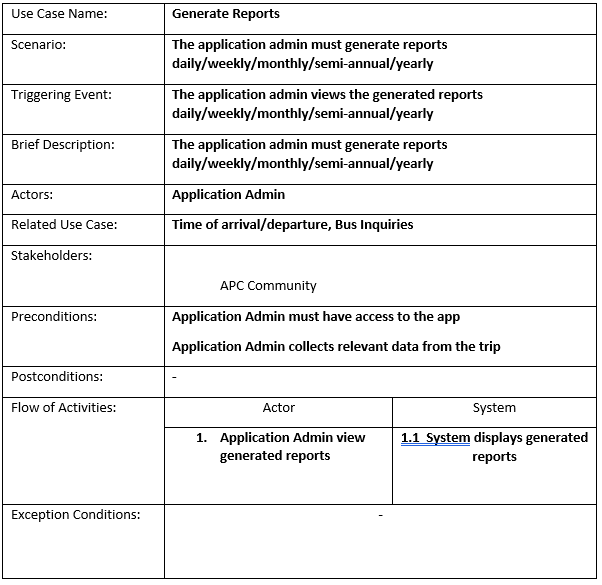 Use Case Name: Generate Reports
Scenario: The application admin must generate reports
daily/weekly/monthly/semi-annual/yearly
Triggering Event: The application admin views the generated reports
daily/weekly/monthly/semi-annual/yearly
Brief Description: The application admin must generate reports
daily/weekly/monthly/semi-annual/yearly
Actors: Application Admin
Related Use Case: Time of arrival/departure, Bus Inquiries
Stakeholders:
APC Community
Preconditions: Application Admin must have access to the app
Application Admin collects relevant data from the trip
Postconditions: -
Flow of Activities: Actor System
1. Application Admin view 1.1 System displays generated
generated reports reports
Exception Conditions: -